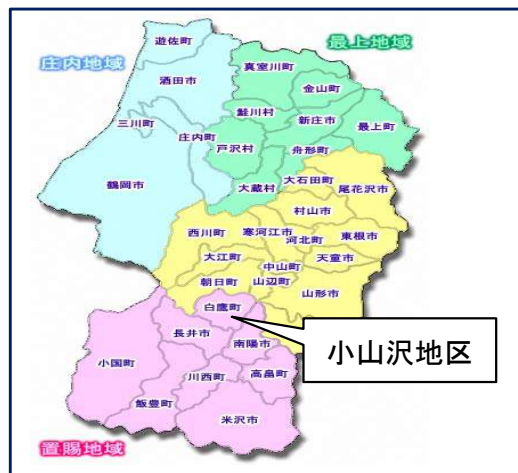 遊佐町
最上地域
真室川町
庄内地域
酒田市
金山町
鮭川村
新庄市
三川町
庄内町
最上町
戸沢村
舟形町
鶴岡市
大蔵村
大石田町
尾花沢市
村山市
西川町
寒河江市
河北町
東根市
大江町
中山町
天童市
朝日町
山辺町
山形市
白鷹町
長井市
南陽市
小山沢地区
小国町
川西町
高畠町
飯豊町
米沢市
置賜地域